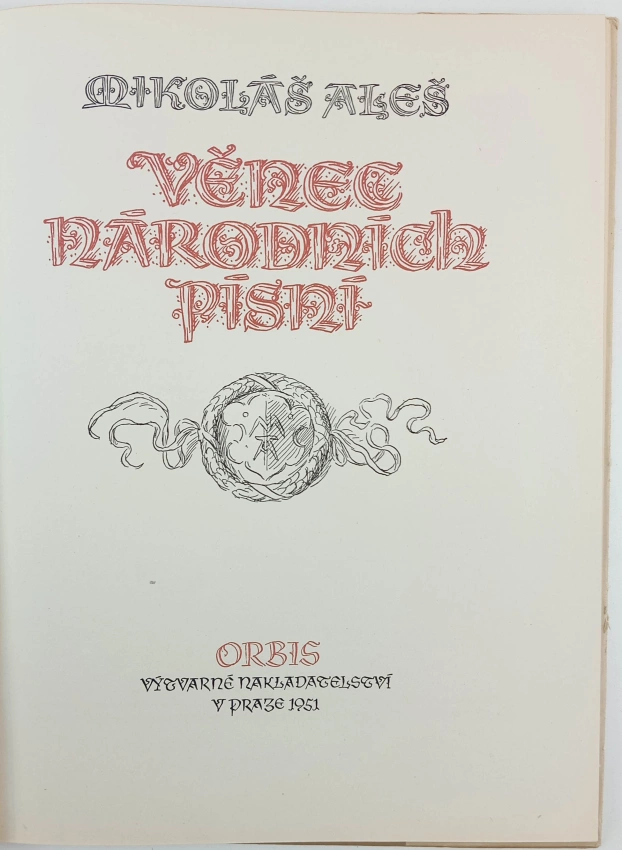 MIKOLÁŠ ALEŠ
VĚNEC
NÁRODNÍCH
PÍSNÍ
ORBIS
VÝTVARNÉ NAKLADATELSTVÍ
V PRAZE 1951